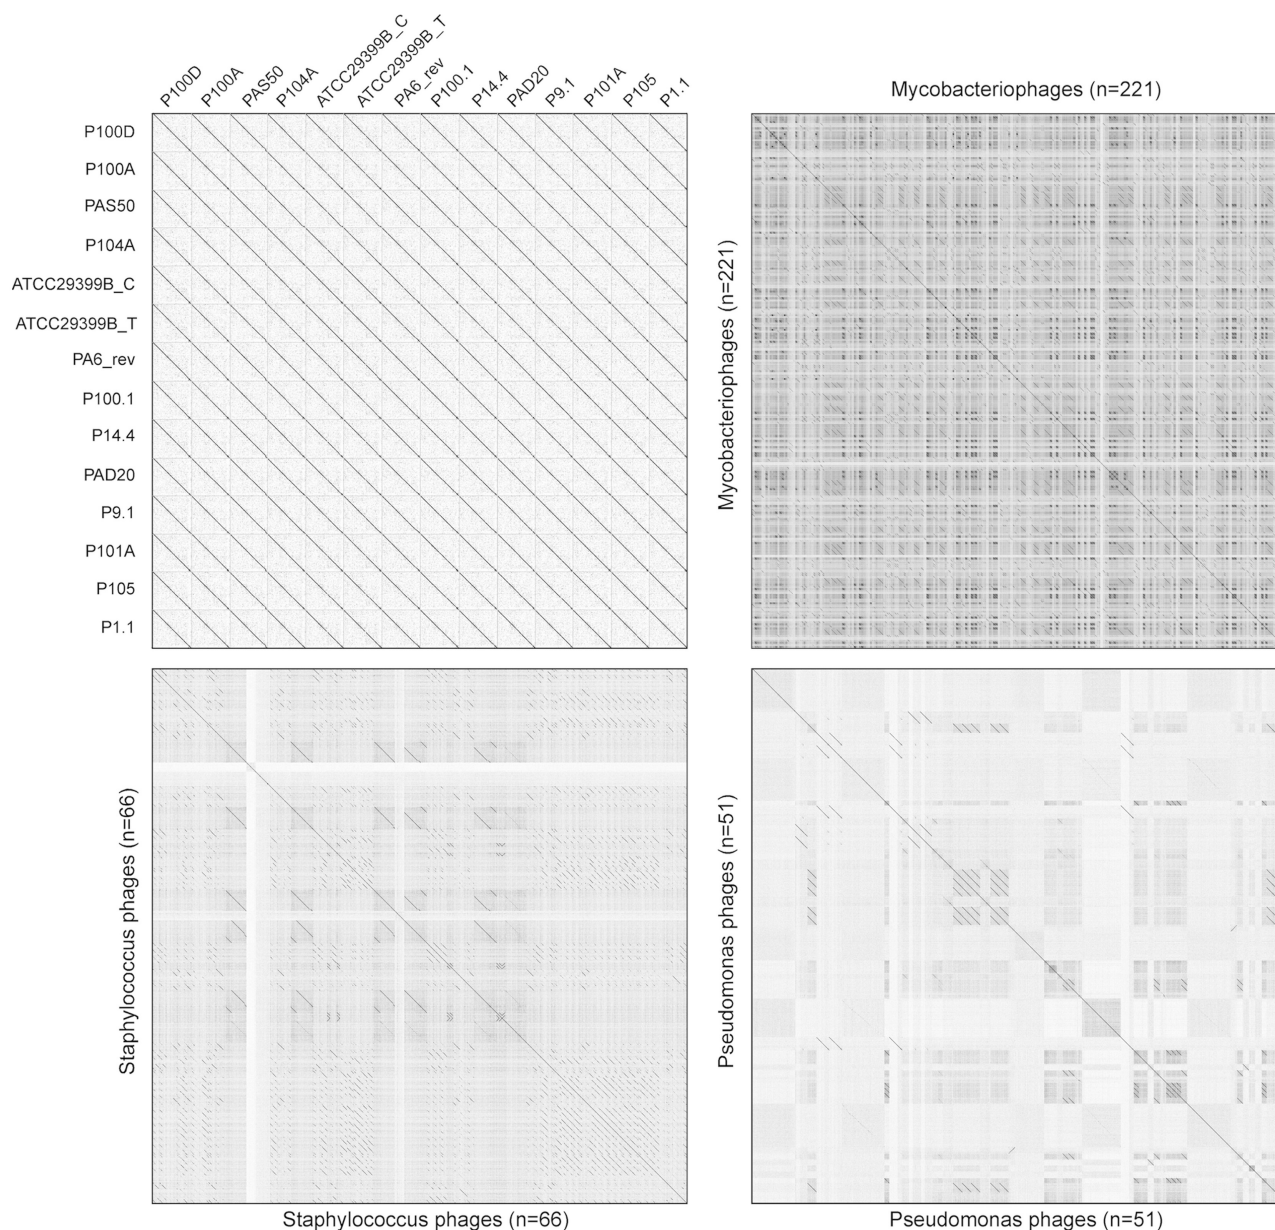 P100D
P100A
PAS50
P104A
ATCC29399B_C
ATCC29399B_T
PA6_rev
P100.1
P14.4
PAD20
P9.1
P101A
P105
P1.1
P100D
P100A
PAS50
P104A
ATCC29399B_C
ATCC29399B_T
PA6_rev
P100.1
P14.4
PAD20
P9.1
P101A
P105
P1.1
Mycobacteriophages (n=221)
Mycobacteriophages (n=221)
Staphylococcus phages (n=66)
Staphylococcus phages (n=66)
Pseudomonas phages (n=51)
Pseudomonas phages (n=51)